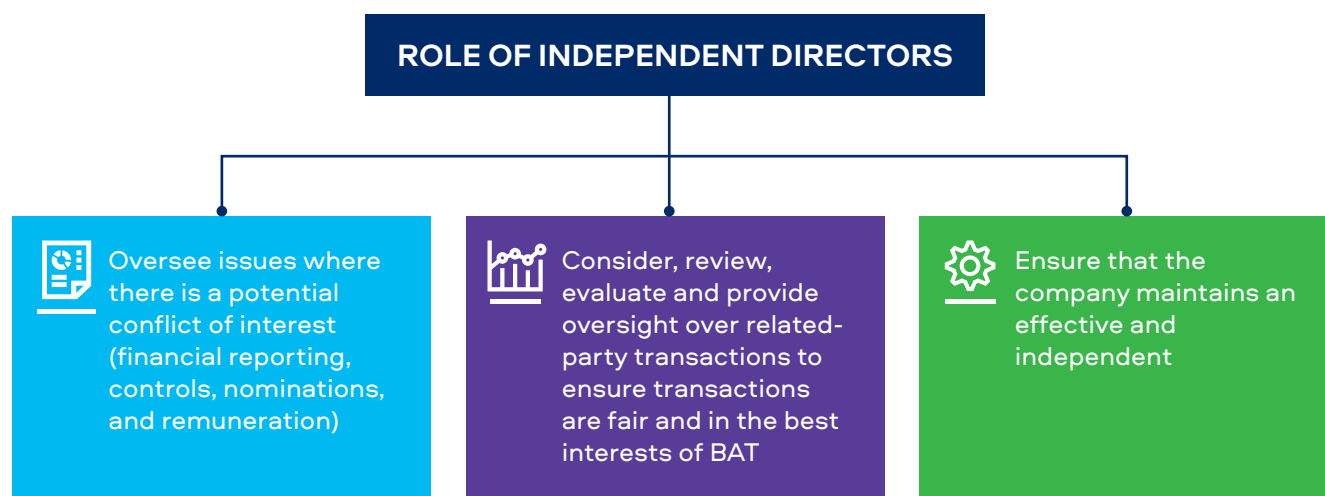 ROLE OF INDEPENDENT DIRECTORS
Oversee issues where
there is a potential
conflict of interest
(financial reporting,
controls, nominations,
and remuneration)
Consider, review,
evaluate and provide
oversight over related-
party transactions to
ensure transactions
are fair and in the best
interests of BAT
Ensure that the
company maintains an
effective and
independent